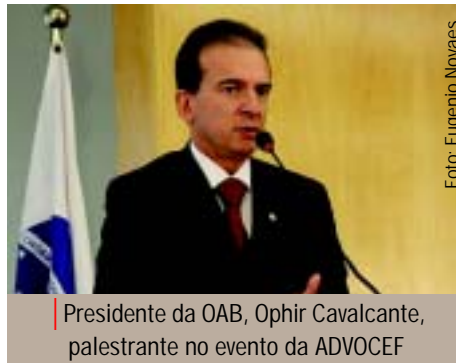 Foto: Eugenio Novaes
Presidente da OAB, Ophir Cavalcante,
palestrante no evento da ADVOCEF